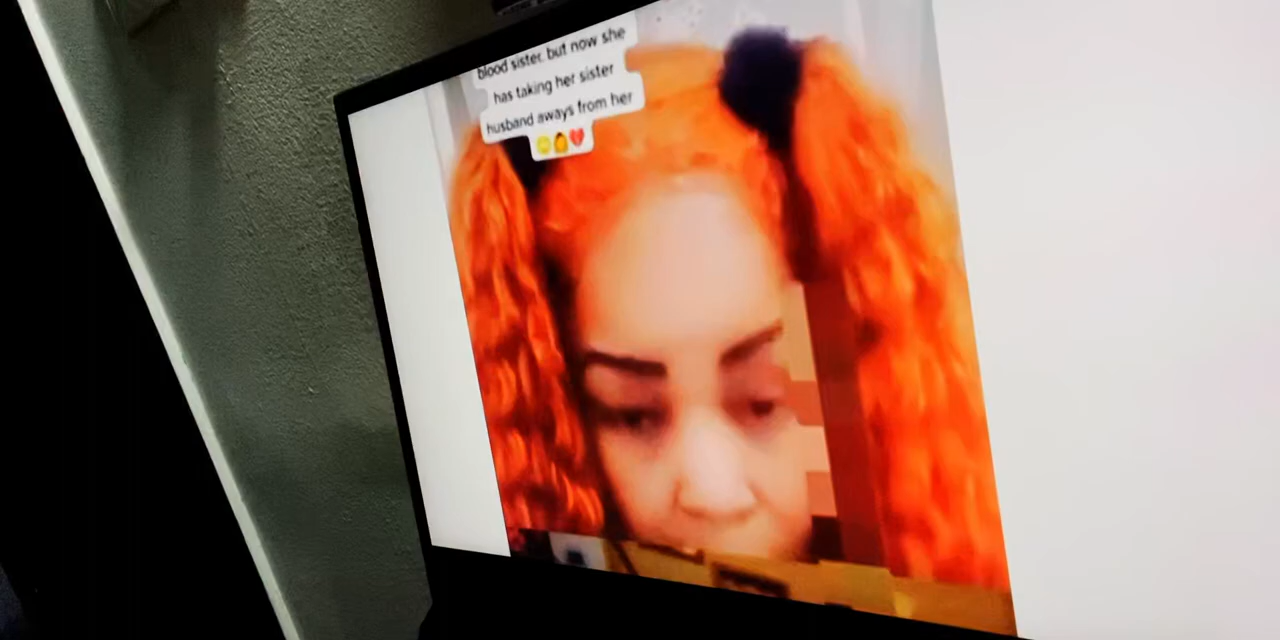 blood sister. but now she
has taking her sister
husband aways from her